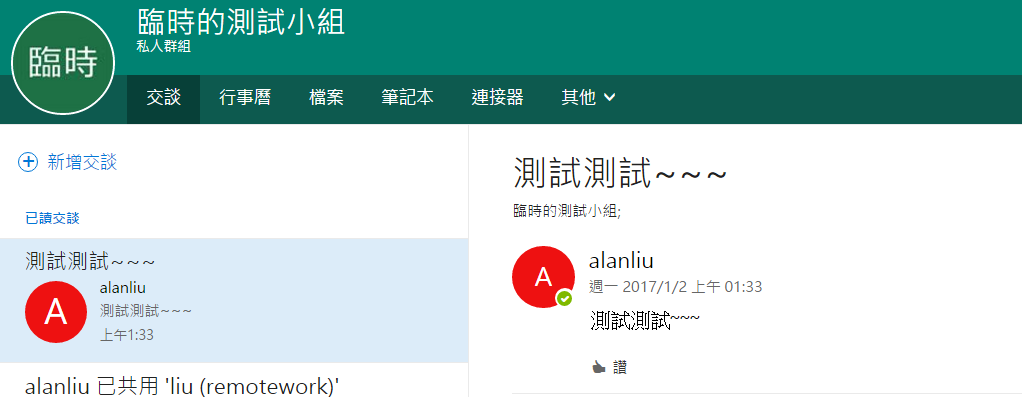 臨時
臨時的測試小組
私人群組
交談 行事曆 檔案 筆記本 連接器 其他
新增交談
已讀交談
測試測試~~~
A
alanliu
測試測試~~~
上午1:33
alanliu 已共用 'liu (remotework)'
測試測試~~~
臨時的測試小組;
A
alanliu
週一 2017/1/2 上午 01:33
測試測試~~~
讚